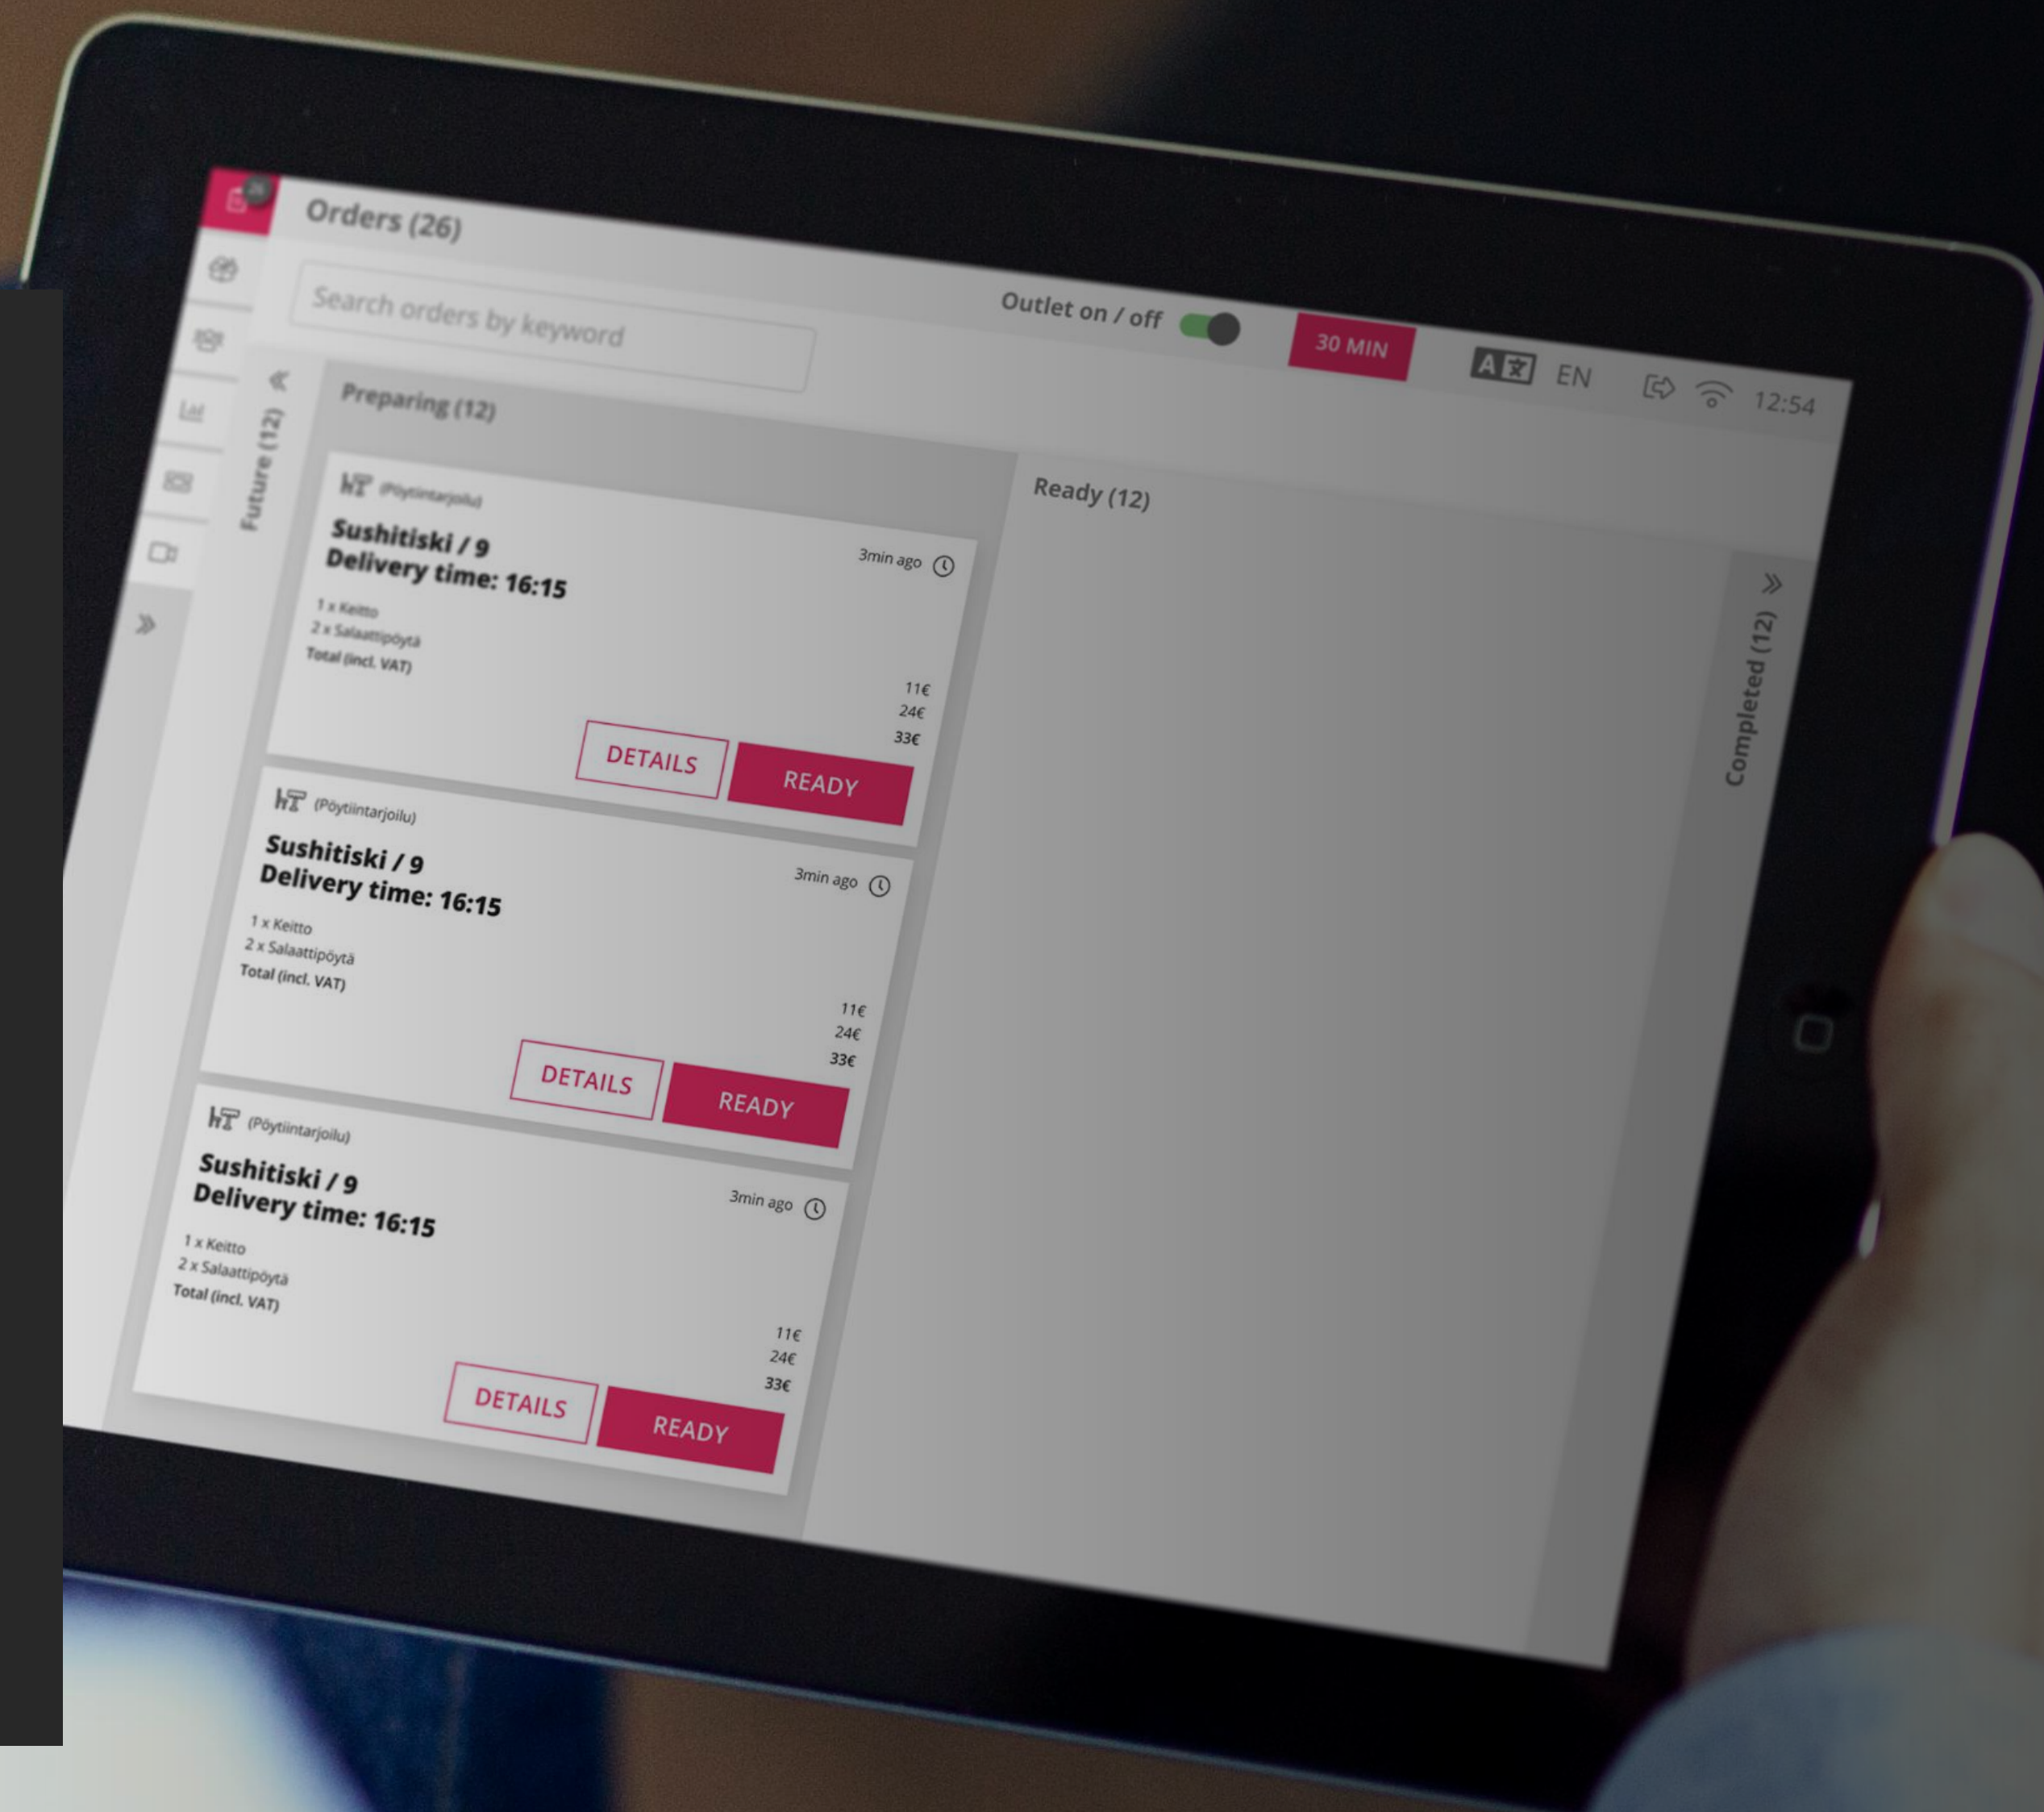 26
Orders (26)
Search orders by keyword
Outlet on / off
30 MIN
A文 EN
12:54
Future (12)
Preparing (12)
(Pöytiintarjoilu)
Sushitiski / 9
Delivery time: 16:15
3min ago
1 x Keitto
2 x Salaattipöytä
Total (incl. VAT)
11€
24€
33€
DETAILS
READY
(Pöytiintarjoilu)
Sushitiski / 9
Delivery time: 16:15
3min ago
1 x Keitto
2 x Salaattipöytä
Total (incl. VAT)
11€
24€
33€
DETAILS
READY
(Pöytiintarjoilu)
Sushitiski / 9
Delivery time: 16:15
3min ago
1 x Keitto
2 x Salaattipöytä
Total (incl. VAT)
11€
24€
33€
DETAILS
READY
Ready (12)
Completed (12)